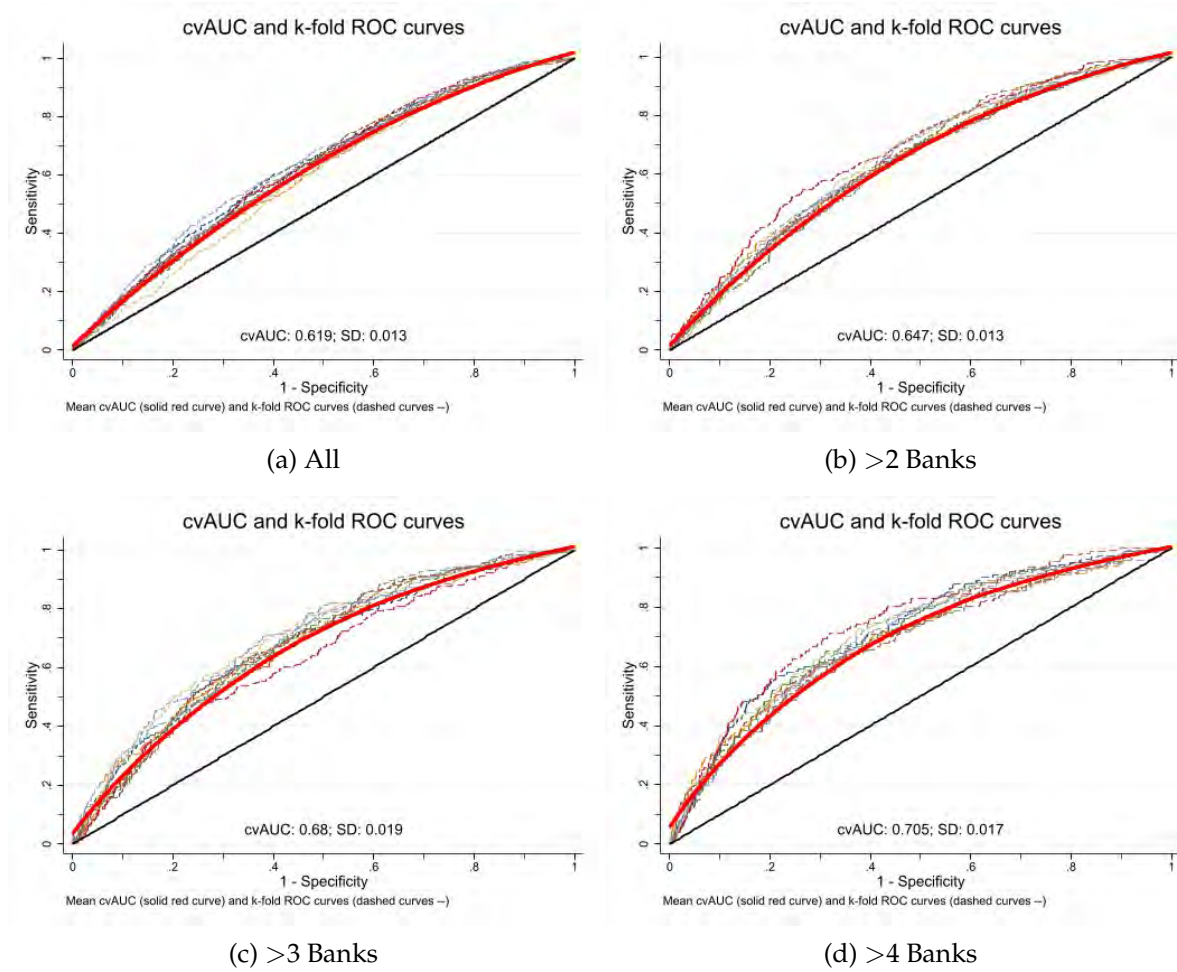 cvAUC and k-fold ROC curves
Sensitivity
1
.8
.6
.4
.2
0
cvAUC: 0.619; SD: 0.013
0 .2 .4 .6 .8 1
1 - Specificity
Mean cvAUC (solid red curve) and k-fold ROC curves (dashed curves --)
(a) All
cvAUC and k-fold ROC curves
Sensitivity
1
.8
.6
.4
.2
0
cvAUC: 0.647; SD: 0.013
0 .2 .4 .6 .8 1
1 - Specificity
Mean cvAUC (solid red curve) and k-fold ROC curves (dashed curves --)
(b) >2 Banks
cvAUC and k-fold ROC curves
Sensitivity
1
.8
.6
.4
.2
0
cvAUC: 0.68; SD: 0.019
0 .2 .4 .6 .8 1
1 - Specificity
Mean cvAUC (solid red curve) and k-fold ROC curves (dashed curves --)
(c) >3 Banks
cvAUC and k-fold ROC curves
Sensitivity
1
.8
.6
.4
.2
0
cvAUC: 0.705; SD: 0.017
0 .2 .4 .6 .8 1
1 - Specificity
Mean cvAUC (solid red curve) and k-fold ROC curves (dashed curves --)
(d) >4 Banks